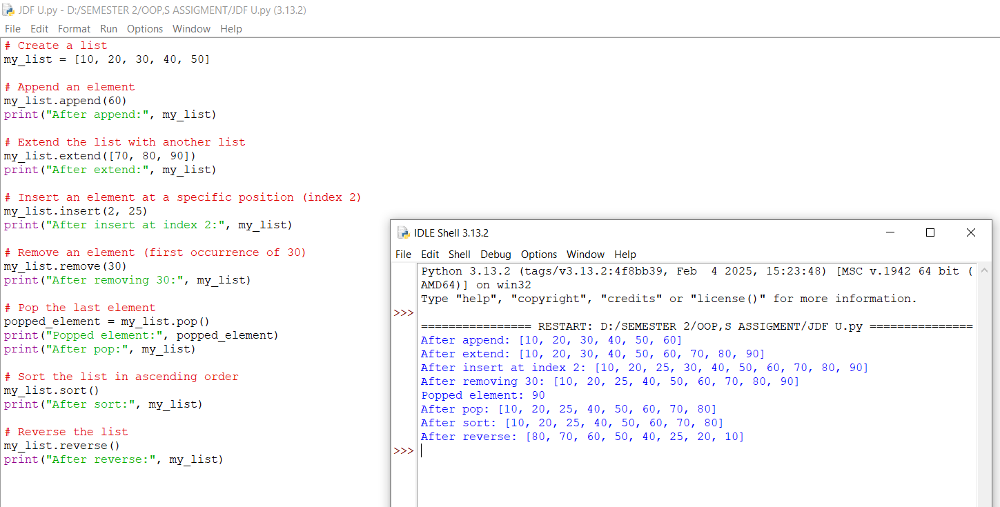 JDF U.py - D:/SEMESTER 2/OOP,S ASSIGMENT/JDF U.py (3.13.2)
File Edit Format Run Options Window Help
# Create a list
my_list = [10, 20, 30, 40, 50]
# Append an element
my_list.append(60)
print("After append:", my_list)
# Extend the list with another list
my_list.extend([70, 80, 90])
print("After extend:", my_list)
# Insert an element at a specific position (index 2)
my_list.insert(2, 25)
print("After insert at index 2:", my_list)
# Remove an element (first occurrence of 30)
my_list.remove(30)
print("After removing 30:", my_list)
# Pop the last element
popped_element = my_list.pop()
print("Popped element:", popped_element)
print("After pop:", my_list)
# Sort the list in ascending order
my_list.sort()
print("After sort:", my_list)
# Reverse the list
my_list.reverse()
print("After reverse:", my_list)
IDLE Shell 3.13.2
File Edit Shell Debug Options Window Help
Python 3.13.2 (tags/v3.13.2:4f8bb39, Feb  4 2025, 15:23:48) [MSC v.1942 64 bit (
AMD64)] on win32
Type "help", "copyright", "credits" or "license()" for more information.
>>>
================ RESTART: D:/SEMESTER 2/OOP,S ASSIGMENT/JDF U.py ===============
After append: [10, 20, 30, 40, 50, 60]
After extend: [10, 20, 30, 40, 50, 60, 70, 80, 90]
After insert at index 2: [10, 20, 25, 30, 40, 50, 60, 70, 80, 90]
After removing 30: [10, 20, 25, 40, 50, 60, 70, 80, 90]
Popped element: 90
After pop: [10, 20, 25, 40, 50, 60, 70, 80]
After sort: [10, 20, 25, 40, 50, 60, 70, 80]
After reverse: [80, 70, 60, 50, 40, 25, 20, 10]
>>>